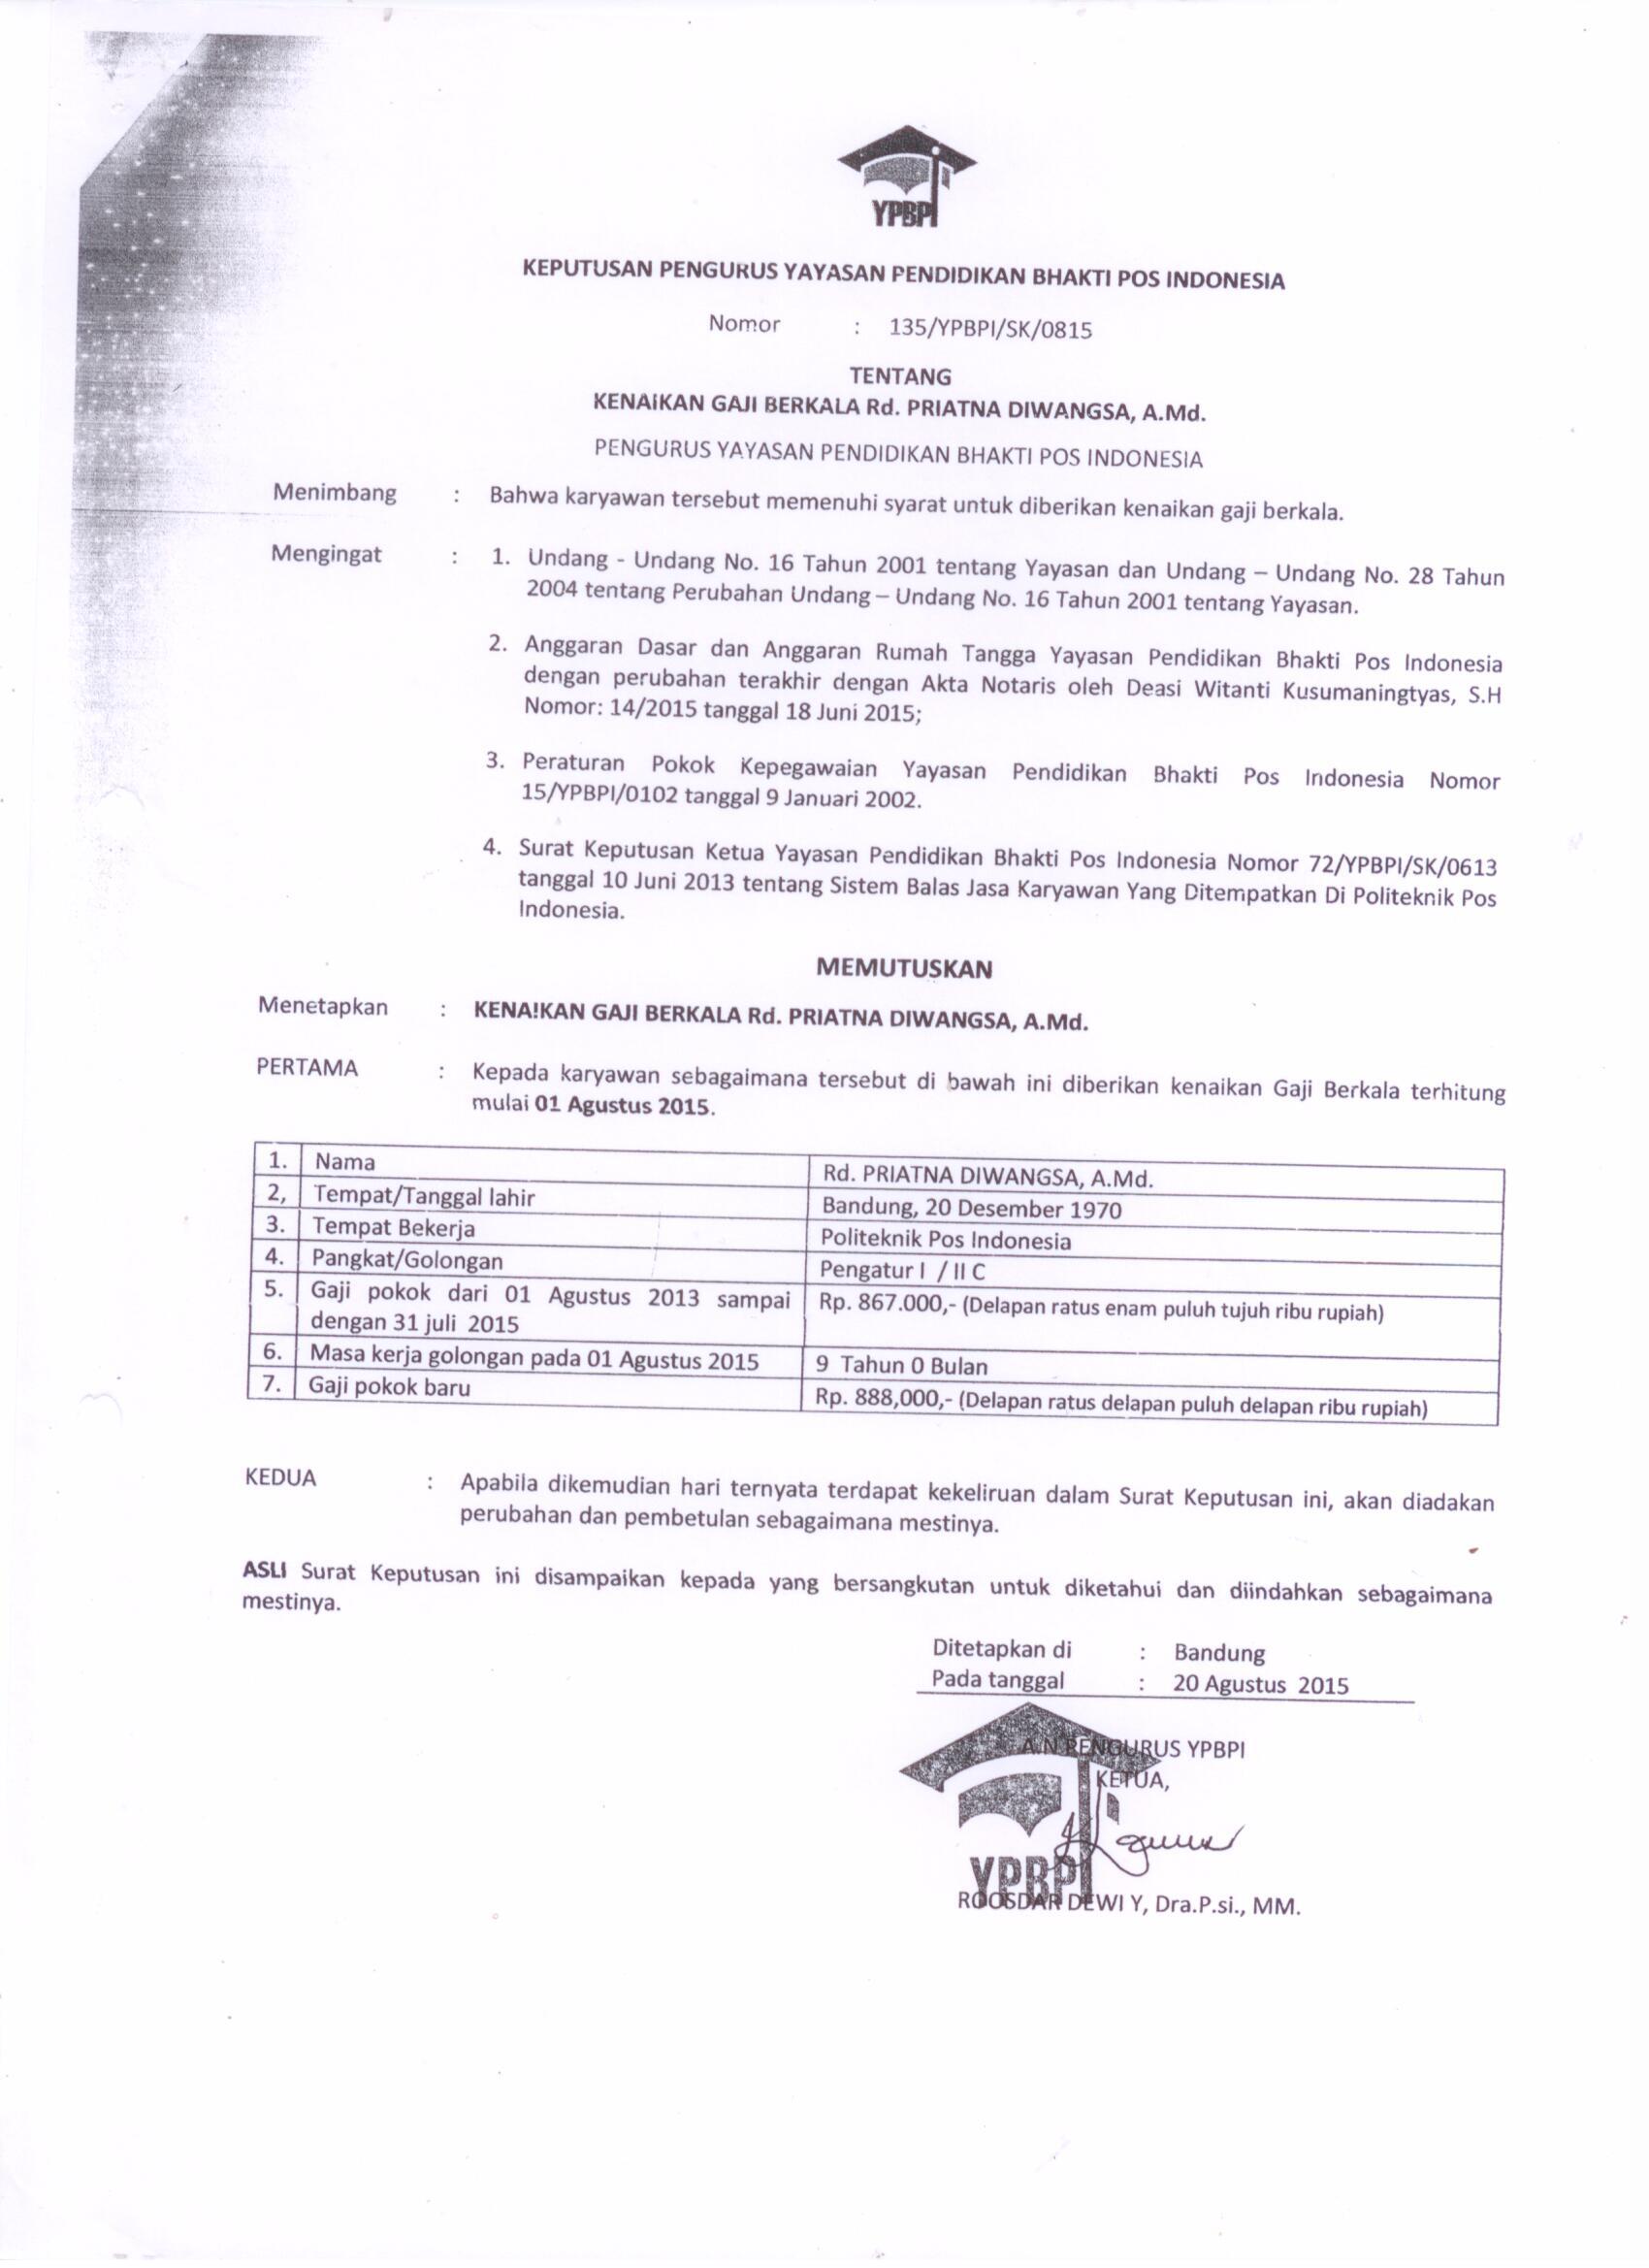 YPBPI
KEPUTUSAN PENGURUS YAYASAN PENDIDIKAN BHAKTI POS INDONESIA
Nomor : 135/YPBPI/SK/0815
TENTANG
KENAIKAN GAJI BERKALA Rd. PRIATNA DIWANGSA, A.Md.
PENGURUS YAYASAN PENDIDIKAN BHAKTI POS INDONESIA
Menimbang : Bahwa karyawan tersebut memenuhi syarat untuk diberikan kenaikan gaji berkala.
Mengingat : 1. Undang - Undang No. 16 Tahun 2001 tentang Yayasan dan Undang – Undang No. 28 Tahun
2004 tentang Perubahan Undang – Undang No. 16 Tahun 2001 tentang Yayasan.
2. Anggaran Dasar dan Anggaran Rumah Tangga Yayasan Pendidikan Bhakti Pos Indonesia
dengan perubahan terakhir dengan Akta Notaris oleh Deasi Witanti Kusumaningtyas, S.H
Nomor: 14/2015 tanggal 18 Juni 2015;
3. Peraturan Pokok Kepegawaian Yayasan Pendidikan Bhakti Pos Indonesia Nomor
15/YPBPI/0102 tanggal 9 Januari 2002.
4. Surat Keputusan Ketua Yayasan Pendidikan Bhakti Pos Indonesia Nomor 72/YPBPI/SK/0613
tanggal 10 Juni 2013 tentang Sistem Balas Jasa Karyawan Yang Ditempatkan Di Politeknik Pos
Indonesia.
MEMUTUSKAN
Menetapkan : KENAIKAN GAJI BERKALA Rd. PRIATNA DIWANGSA, A.Md.
PERTAMA : Kepada karyawan sebagaimana tersebut di bawah ini diberikan kenaikan Gaji Berkala terhitung
mulai 01 Agustus 2015.
1. Nama Rd. PRIATNA DIWANGSA, A.Md.
2, Tempat/Tanggal lahir Bandung, 20 Desember 1970
3. Tempat Bekerja Politeknik Pos Indonesia
4. Pangkat/Golongan Pengatur I / II C
5. Gaji pokok dari 01 Agustus 2013 sampai Rp. 867.000,- (Delapan ratus enam puluh tujuh ribu rupiah)
dengan 31 juli 2015
6. Masa kerja golongan pada 01 Agustus 2015 9 Tahun 0 Bulan
7. Gaji pokok baru Rp. 888,000,- (Delapan ratus delapan puluh delapan ribu rupiah)
KEDUA : Apabila dikemudian hari ternyata terdapat kekeliruan dalam Surat Keputusan ini, akan diadakan
perubahan dan pembetulan sebagaimana mestinya.
ASLI Surat Keputusan ini disampaikan kepada yang bersangkutan untuk diketahui dan diindahkan sebagaimana
mestinya.
Ditetapkan di : Bandung
Pada tanggal : 20 Agustus 2015
A.N PENGURUS YPBPI
KETUA,
YPBPI
ROOSDAR DEWI Y, Dra.P.si., MM.